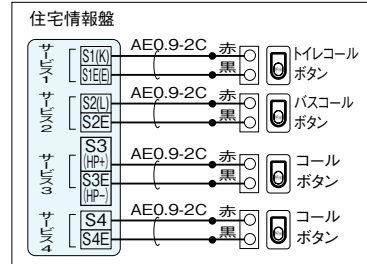 住宅情報盤
サービス1
S1(K)
S1E(E)
AE0.9-2C
赤
黒
トイレコール
ボタン
サービス2
S2(L)
S2E
AE0.9-2C
赤
黒
バスコール
ボタン
サービス3
S3
(HP+)
S3E
(HP-)
AE0.9-2C
赤
黒
コール
ボタン
サービス4
S4
S4E
AE0.9-2C
赤
黒
コール
ボタン